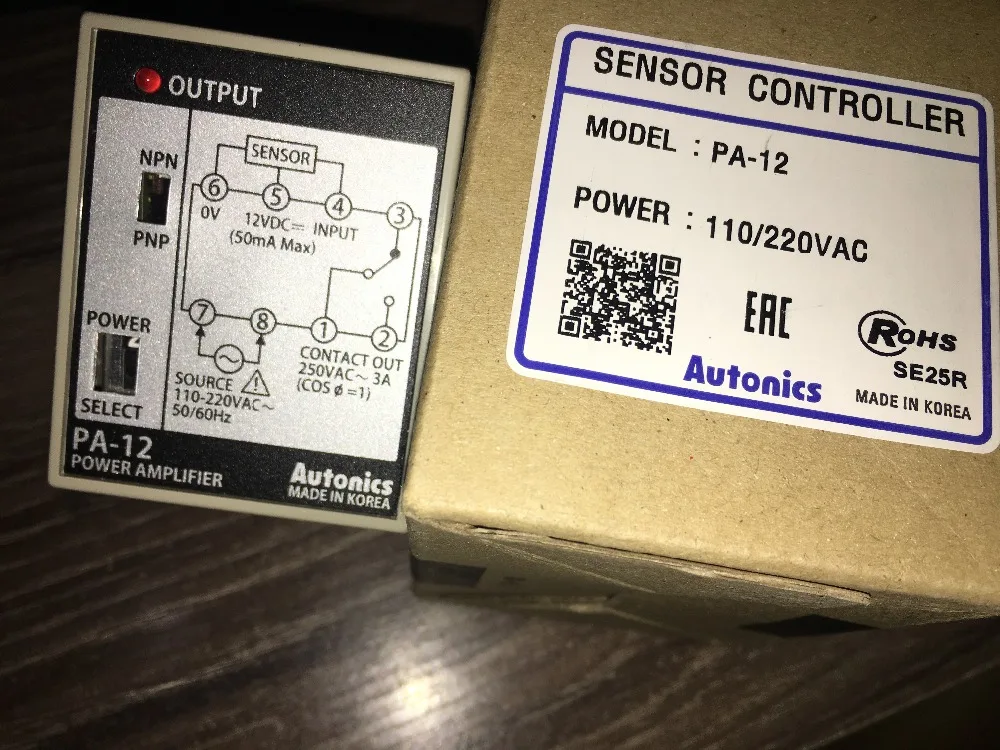 OUTPUT
NPN
PNP
POWER
SELECT
SENSOR
6
5
4
3
0V
12VDC⎓ INPUT
(50mA Max)
7
8
1
2
SOURCE
110-220VAC~
50/60Hz
CONTACT OUT
250VAC~ 3A
(COS ø =1)
PA-12
POWER AMPLIFIER
Autonics
MADE IN KOREA
SENSOR CONTROLLER
MODEL : PA-12
POWER : 110/220VAC
EAC
RoHS
SE25R
Autonics
MADE IN KOREA